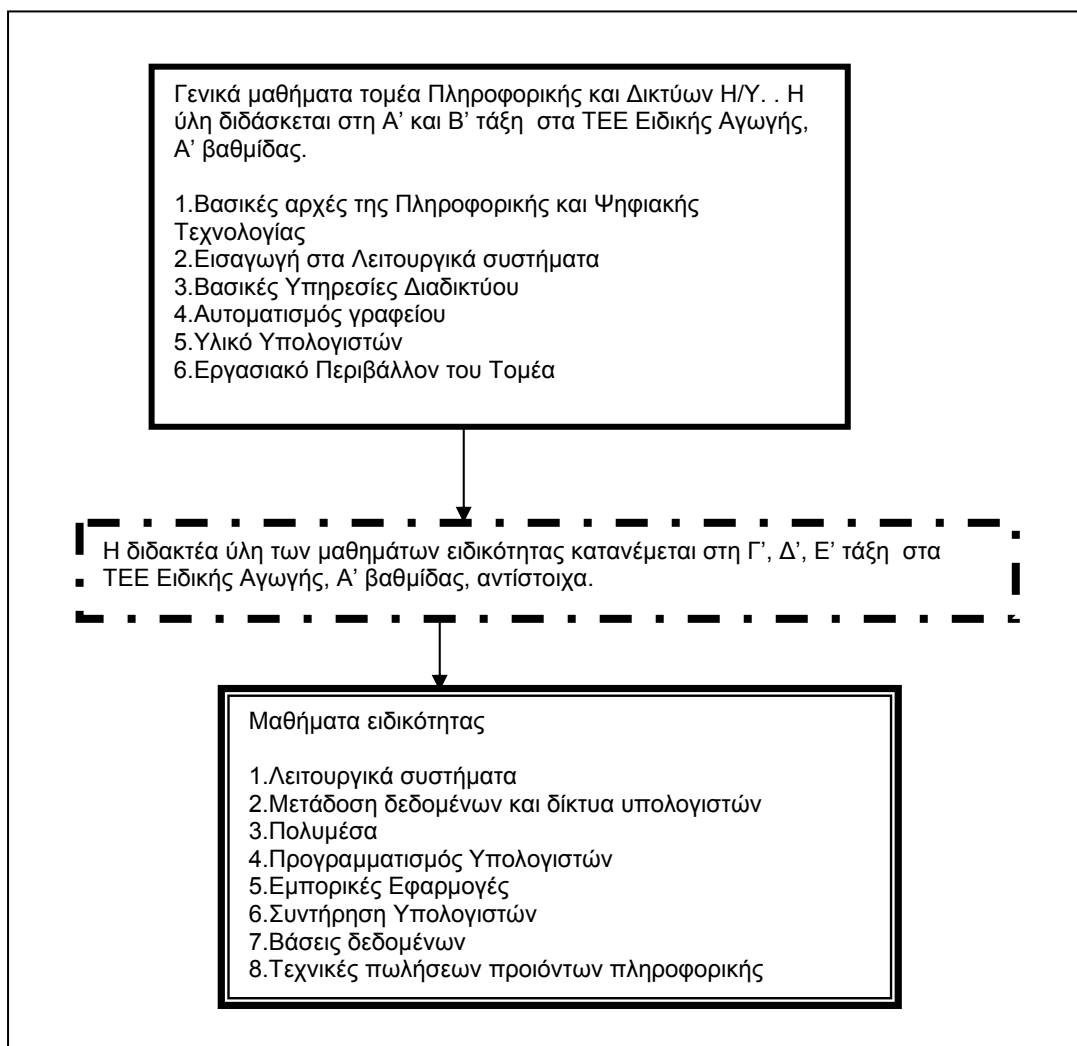 Γενικά μαθήματα τομέα Πληροφορικής και Δικτύων Η/Υ. . Η
ύλη διδάσκεται στη Α’ και Β’ τάξη στα ΤΕΕ Ειδικής Αγωγής,
Α’ βαθμίδας.
1.Βασικές αρχές της Πληροφορικής και Ψηφιακής
Τεχνολογίας
2.Εισαγωγή στα Λειτουργικά συστήματα
3.Βασικές Υπηρεσίες Διαδικτύου
4.Αυτοματισμός γραφείου
5.Υλικό Υπολογιστών
6.Εργασιακό Περιβάλλον του Τομέα
Η διδακτέα ύλη των μαθημάτων ειδικότητας κατανέμεται στη Γ’, Δ’, Ε’ τάξη στα
ΤΕΕ Ειδικής Αγωγής, Α’ βαθμίδας, αντίστοιχα.
Μαθήματα ειδικότητας
1.Λειτουργικά συστήματα
2.Μετάδοση δεδομένων και δίκτυα υπολογιστών
3.Πολυμέσα
4.Προγραμματισμός Υπολογιστών
5.Εμπορικές Εφαρμογές
6.Συντήρηση Υπολογιστών
7.Βάσεις δεδομένων
8.Τεχνικές πωλήσεων προιόντων πληροφορικής